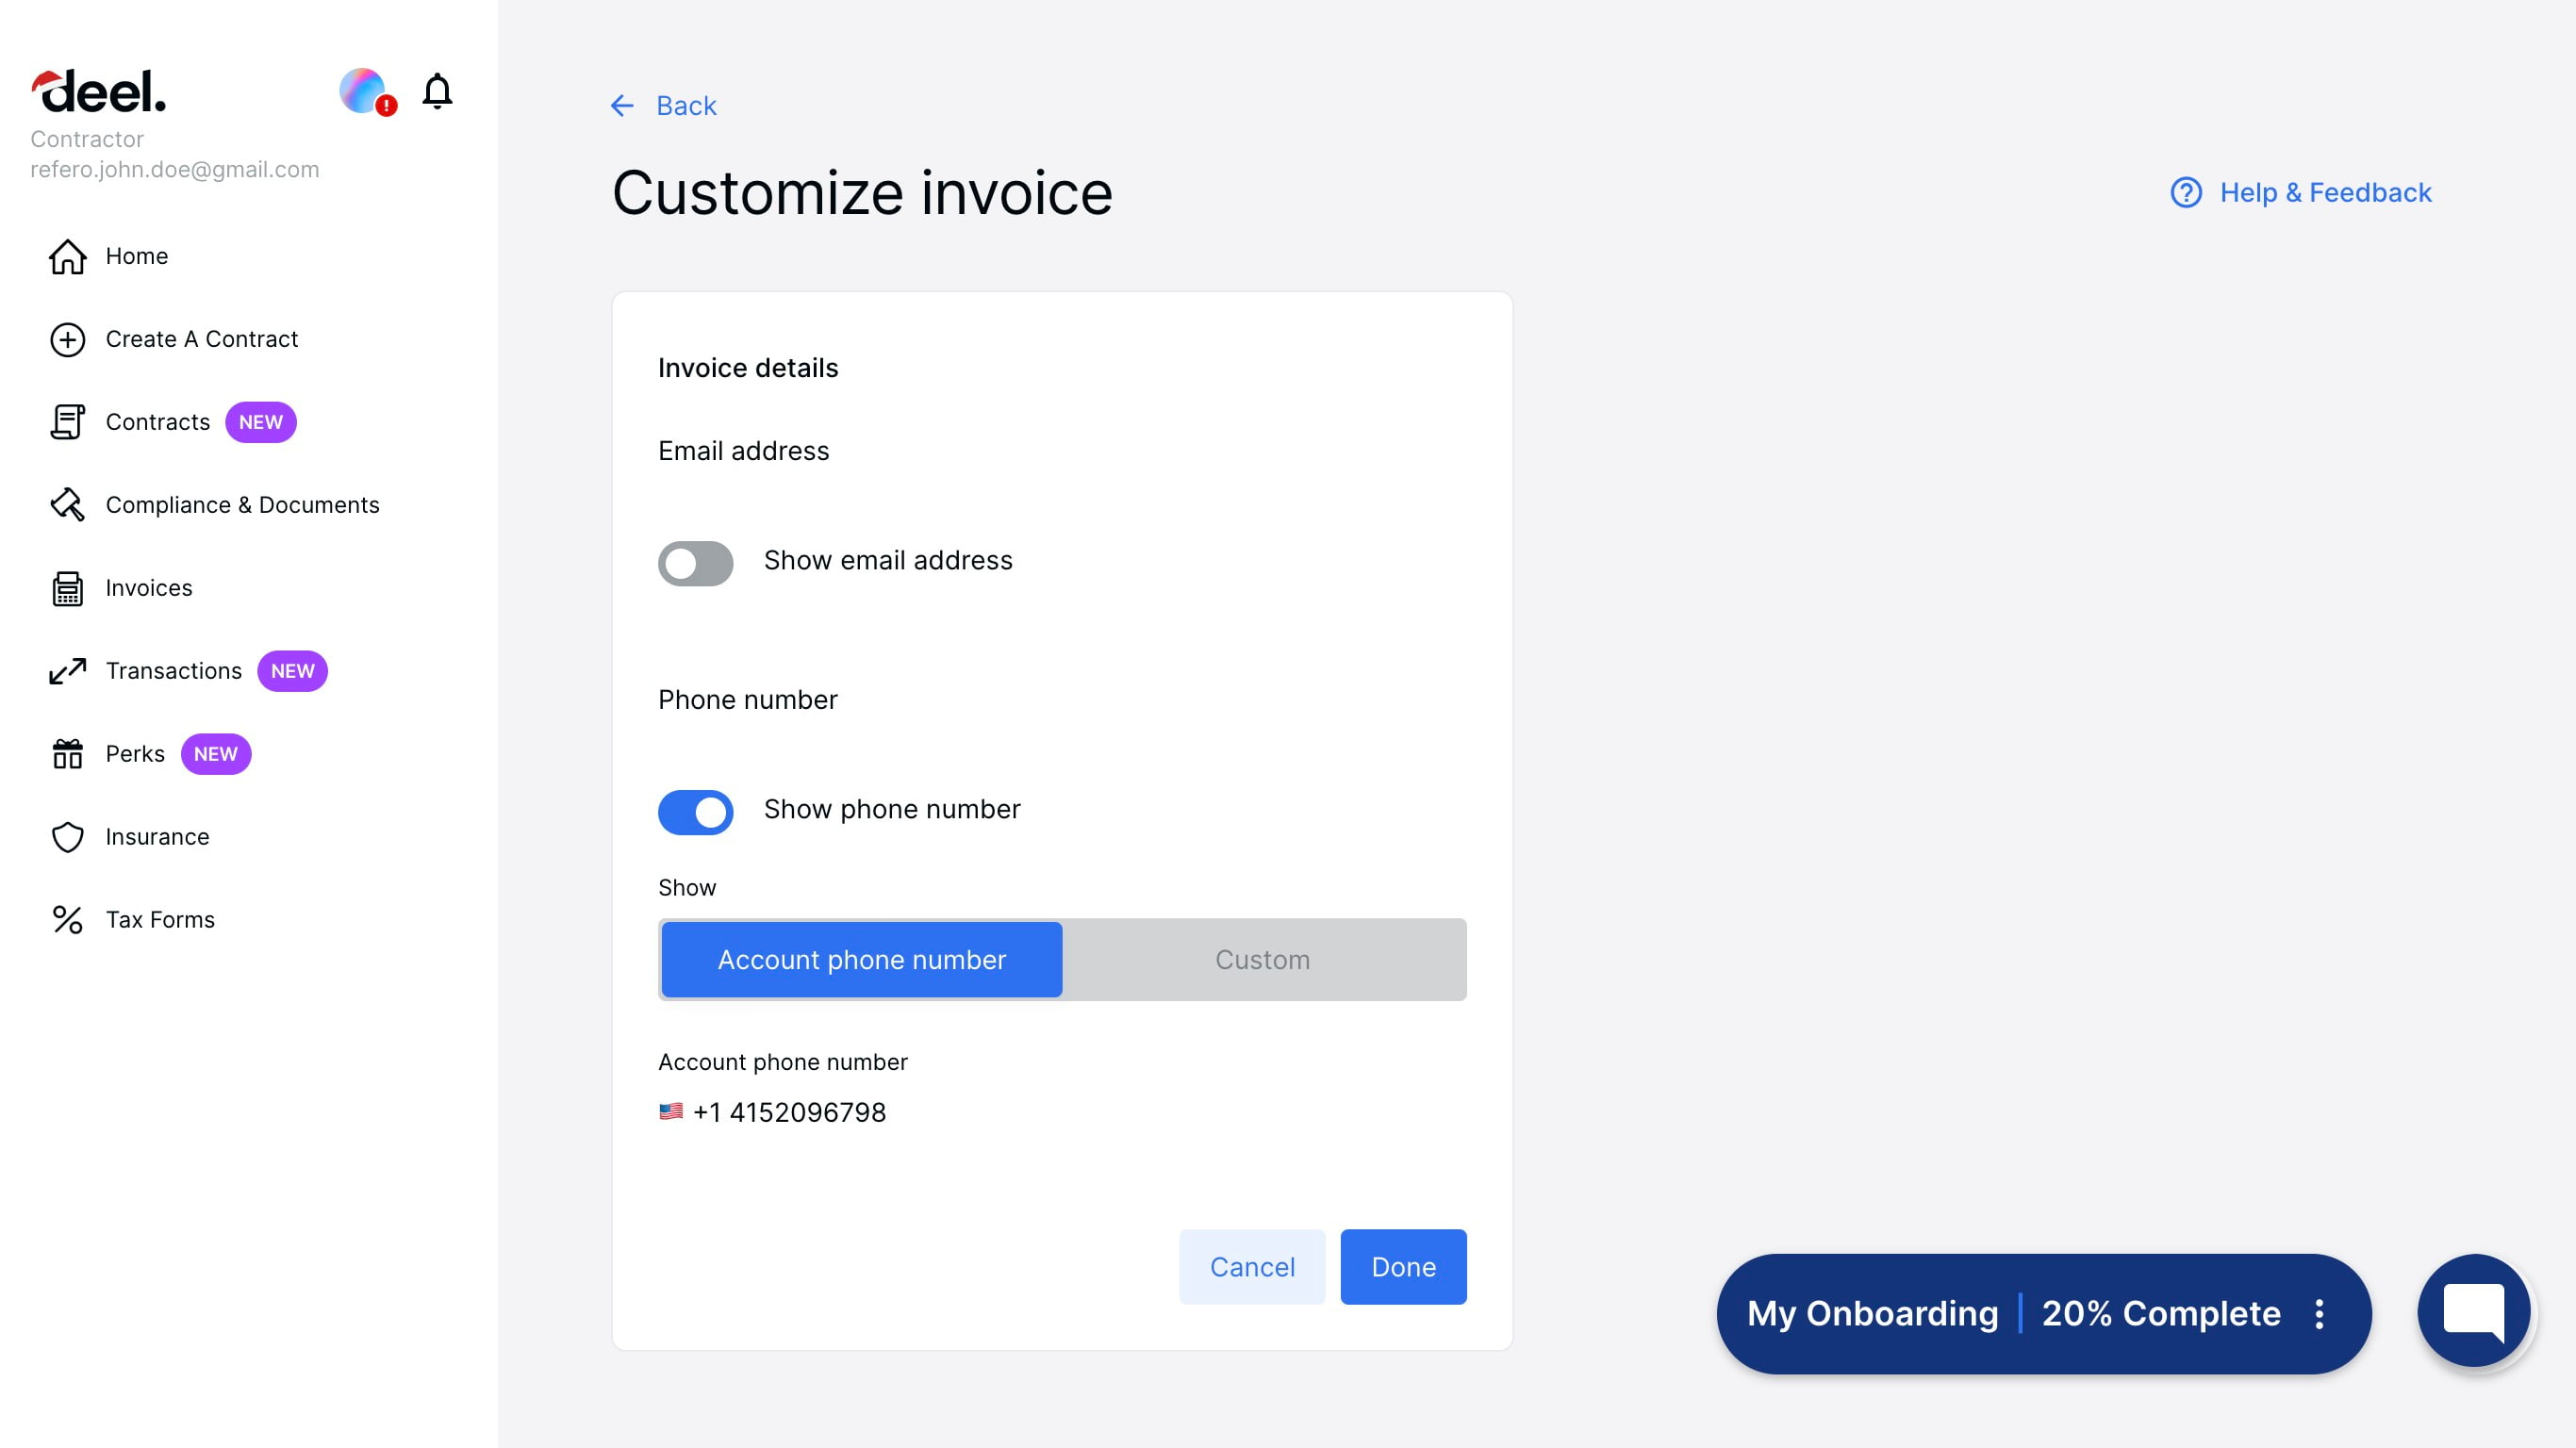 deel.
Contractor
refero.john.doe@gmail.com
Home
Create A Contract
Contracts NEW
Compliance & Documents
Invoices
Transactions NEW
Perks NEW
Insurance
Tax Forms
Back
Customize invoice
Help & Feedback
Invoice details
Email address
Show email address
Phone number
Show phone number
Show
Account phone number Custom
Account phone number
+1 4152096798
Cancel Done
My Onboarding 20% Complete